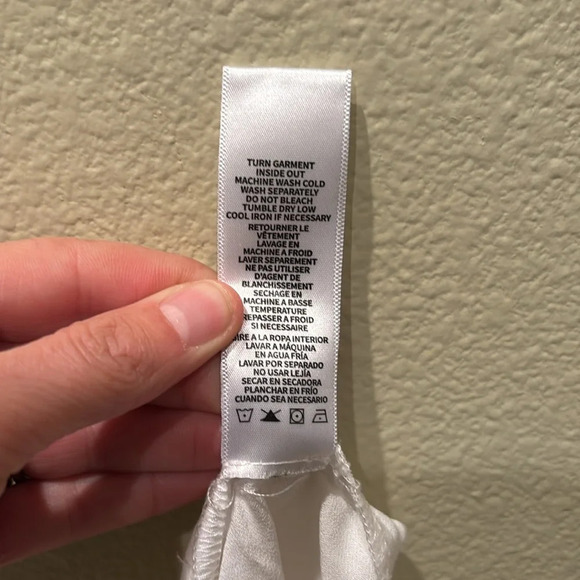 TURN GARMENT
INSIDE OUT
MACHINE WASH COLD
WASH SEPARATELY
DO NOT BLEACH
TUMBLE DRY LOW
COOL IRON IF NECESSARY
RETOURNER LE
VÊTEMENT
LAVAGE EN
MACHINE A FROID
LAVER SEPAREMENT
NE PAS UTILISER
D'AGENT DE
BLANCHISSEMENT
SECHAGE EN
MACHINE A BASSE
TEMPERATURE
REPASSER A FROID
SI NECESSAIRE
A LA ROPA INTERIOR
LAVAR A MÁQUINA
EN AGUA FRÍA
LAVAR POR SEPARADO
NO USAR LEJÍA
SECAR EN SECADORA
PLANCHAR EN FRÍO
CUANDO SEA NECESARIO